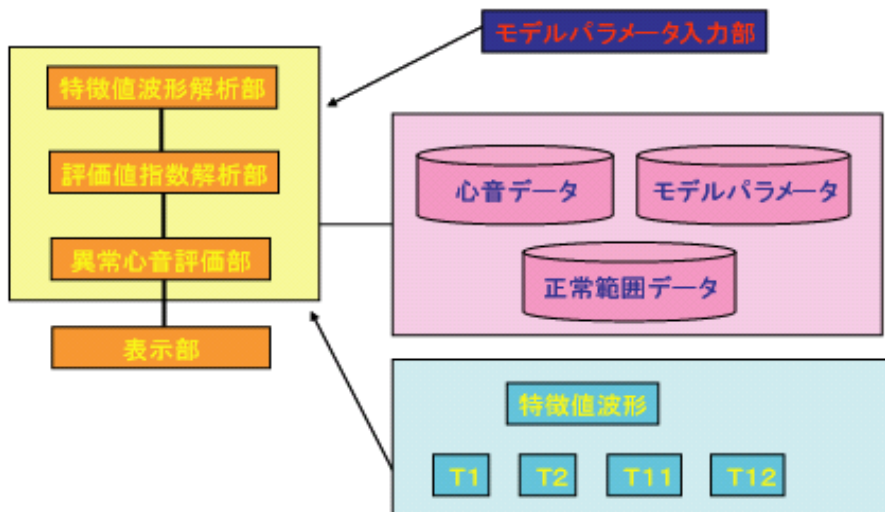 モデルパラメータ入力部
特徴値波形解析部
評価値指数解析部
異常心音評価部
表示部
心音データ
モデルパラメータ
正常範囲データ
特徴値波形
T1
T2
T11
T12